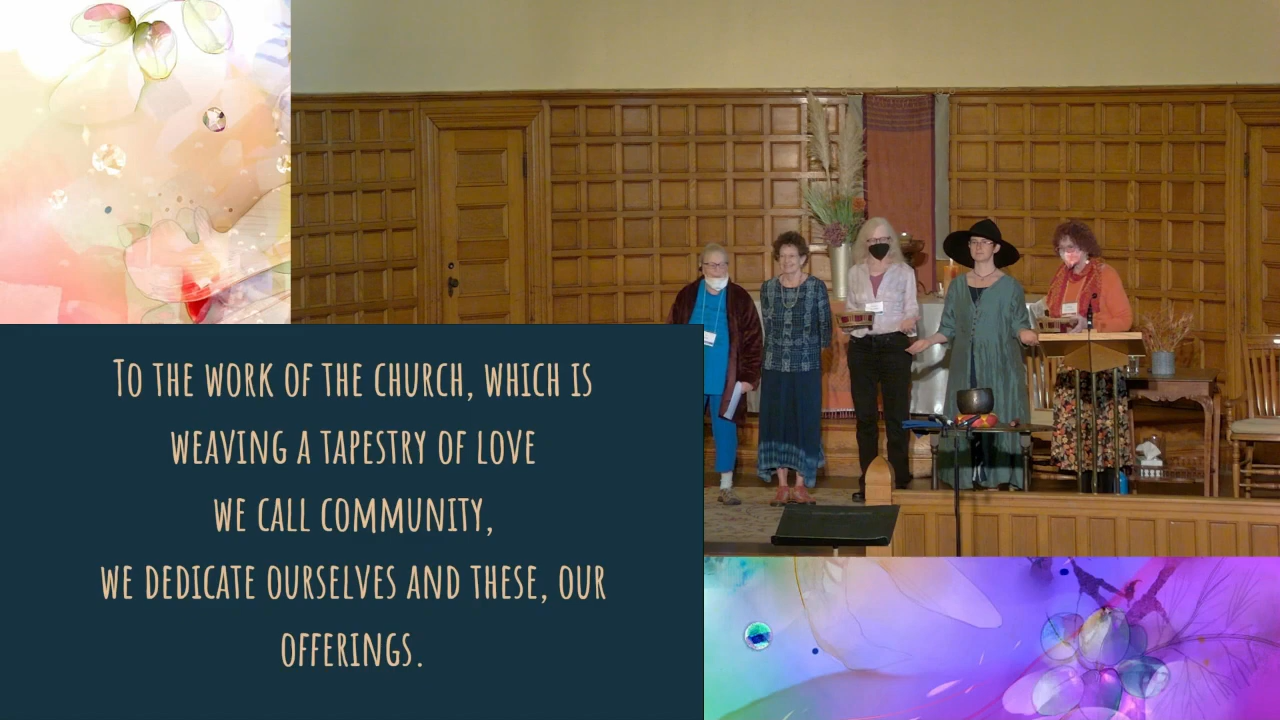 To the work of the church, which is
weaving a tapestry of love
we call community,
we dedicate ourselves and these, our
offerings.